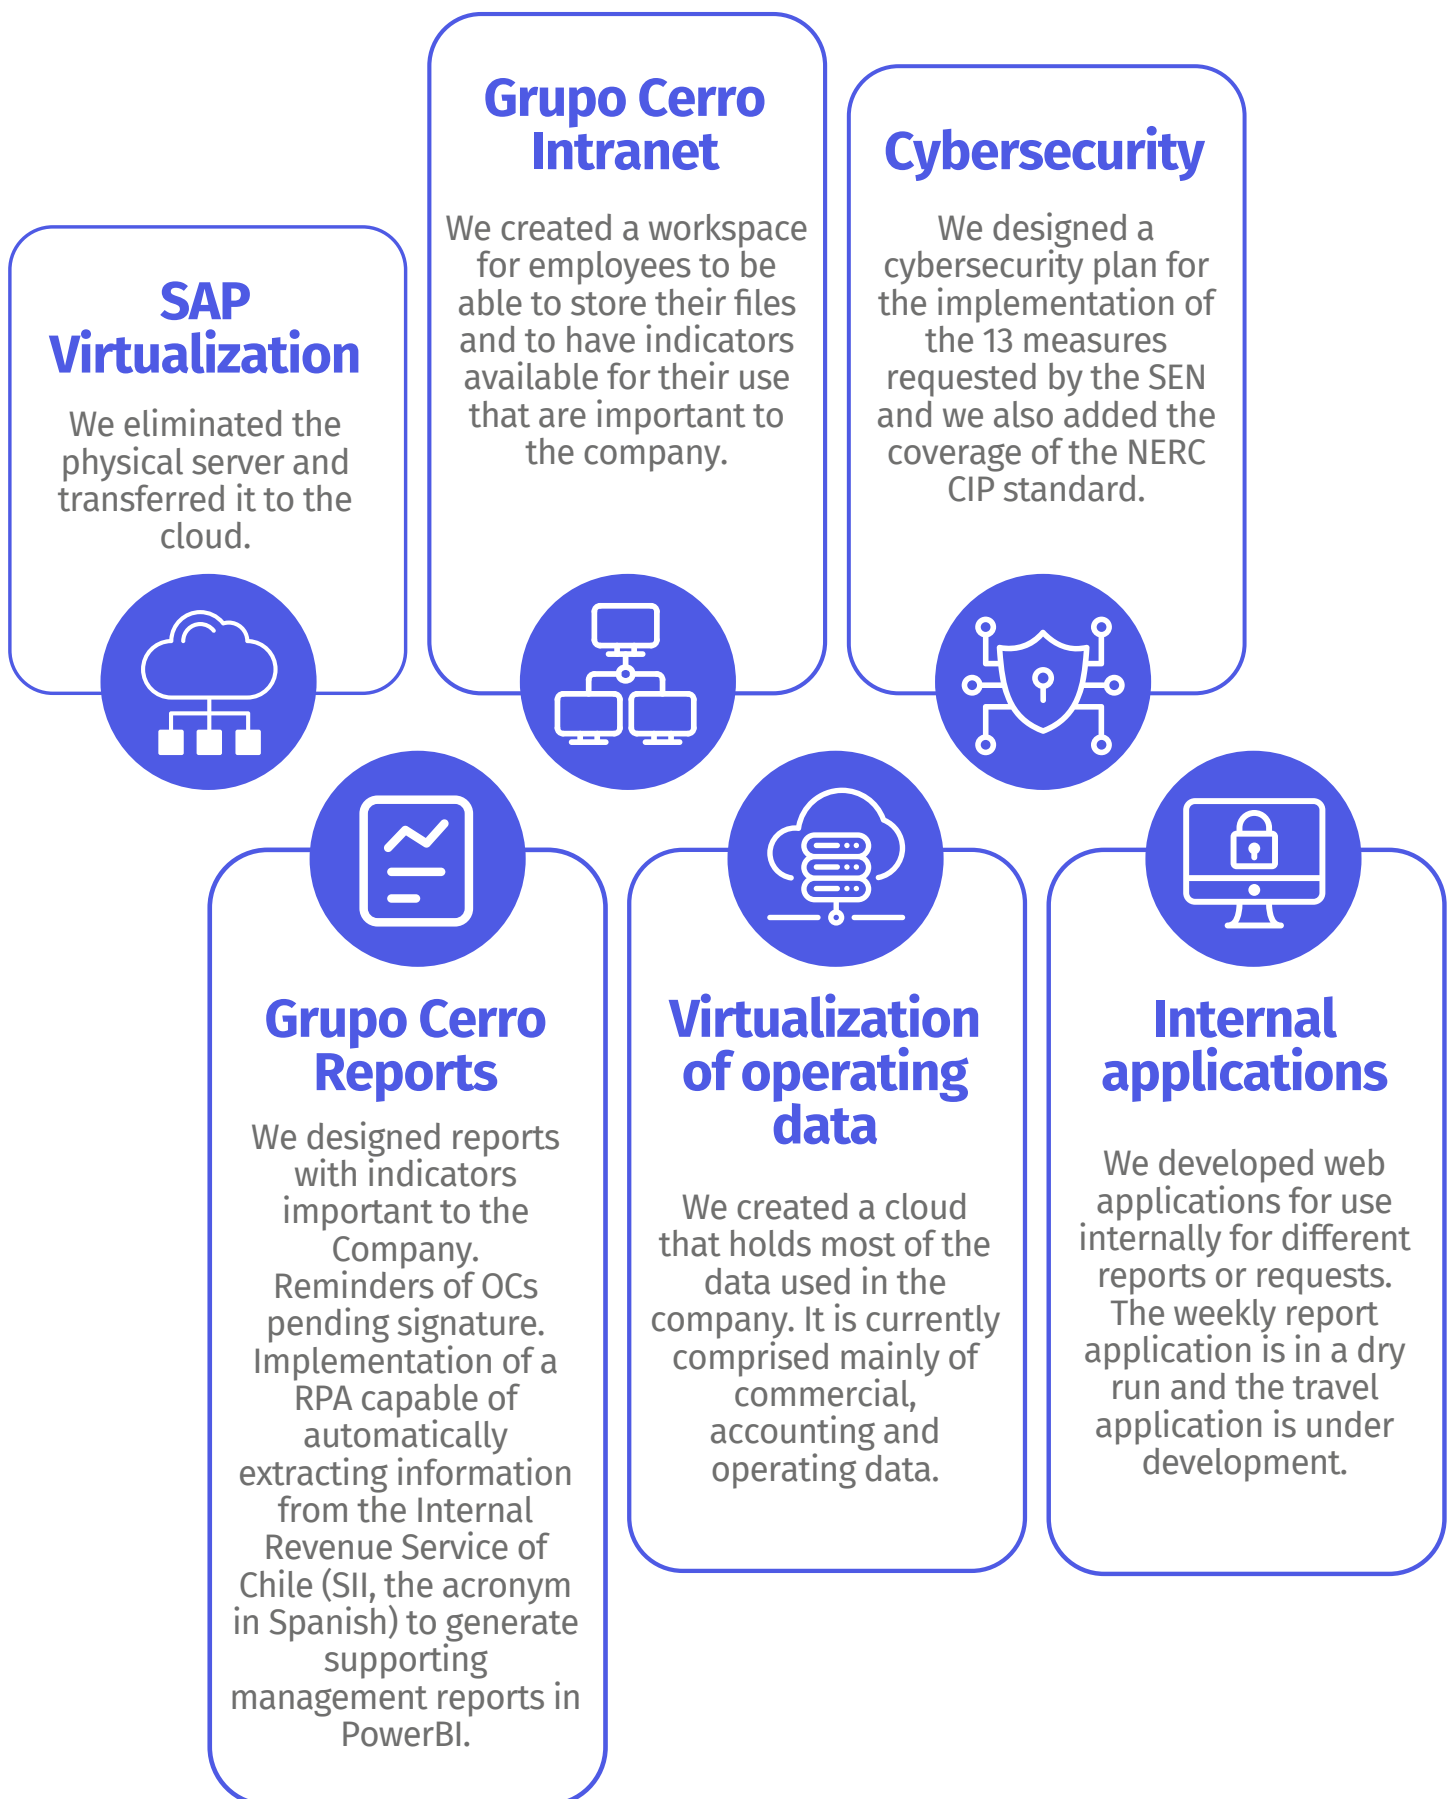 SAP
Virtualization
We eliminated the
physical server and
transferred it to the
cloud.
Grupo Cerro
Intranet
We created a workspace
for employees to be
able to store their files
and to have indicators
available for their use
that are important to
the company.
Cybersecurity
We designed a
cybersecurity plan for
the implementation of
the 13 measures
requested by the SEN
and we also added the
coverage of the NERC
CIP standard.
Grupo Cerro
Reports
We designed reports
with indicators
important to the
Company.
Reminders of OCs
pending signature.
Implementation of a
RPA capable of
automatically
extracting information
from the Internal
Revenue Service of
Chile (SII, the acronym
in Spanish) to generate
supporting
management reports in
PowerBI.
Virtualization
of operating
data
We created a cloud
that holds most of the
data used in the
company. It is currently
comprised mainly of
commercial,
accounting and
operating data.
Internal
applications
We developed web
applications for use
internally for different
reports or requests.
The weekly report
application is in a dry
run and the travel
application is under
development.